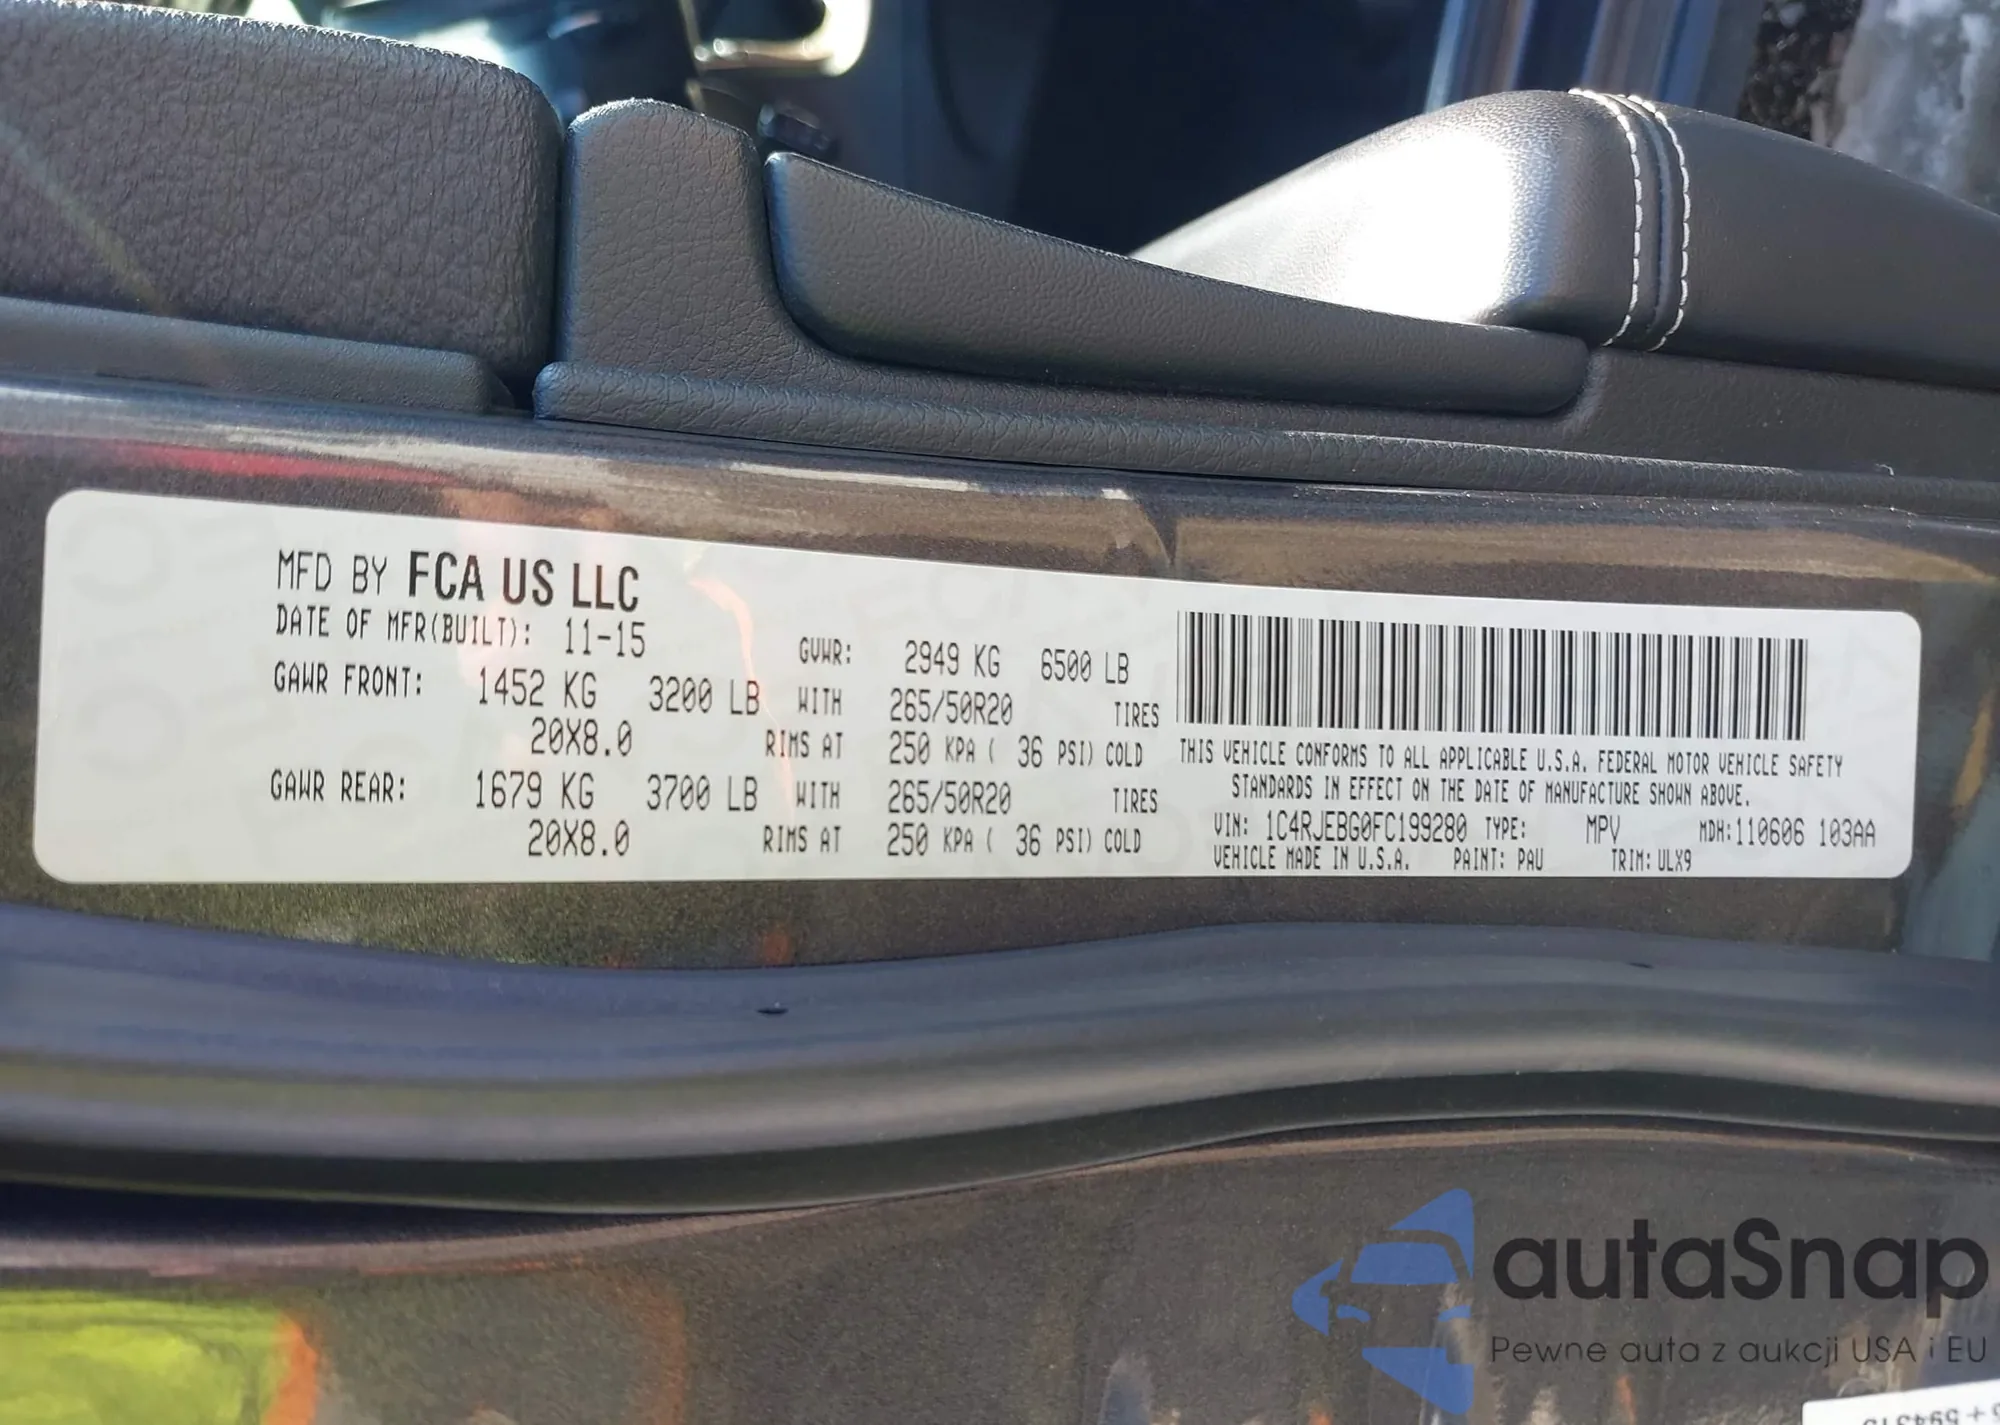 MFD BY FCA US LLC
DATE OF MFR(BUILT): 11-15 GVWR: 2949 KG 6500 LB
GAWR FRONT: 1452 KG 3200 LB WITH 265/50R20 TIRES
20X8.0 RIMS AT 250 KPA ( 36 PSI) COLD
GAWR REAR: 1679 KG 3700 LB WITH 265/50R20 TIRES
20X8.0 RIMS AT 250 KPA ( 36 PSI) COLD
THIS VEHICLE CONFORMS TO ALL APPLICABLE U.S.A. FEDERAL MOTOR VEHICLE SAFETY
STANDARDS IN EFFECT ON THE DATE OF MANUFACTURE SHOWN ABOVE.
VIN: 1C4RJEBG0FC199280 TYPE: MPV MDH:110606 103AA
VEHICLE MADE IN U.S.A. PAINT: PAU TRIM: ULX9
autaSnap
Pewne auta z aukcji USA i EU